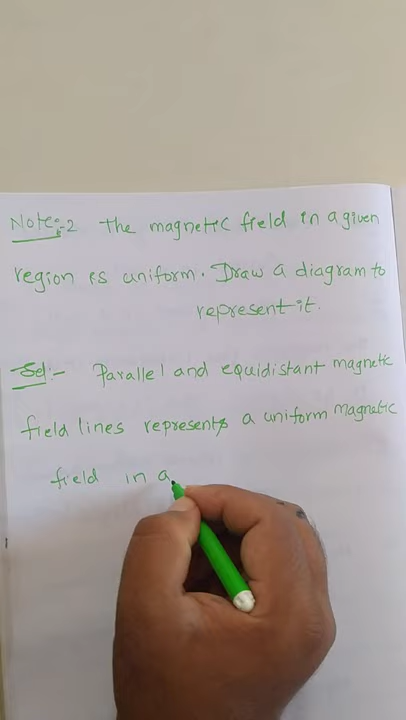 Note:-2 The magnetic field in a given
region is uniform. Draw a diagram to
represent it.
Sol:- Parallel and equidistant magnetic
field lines represents a uniform magnetic
field in a